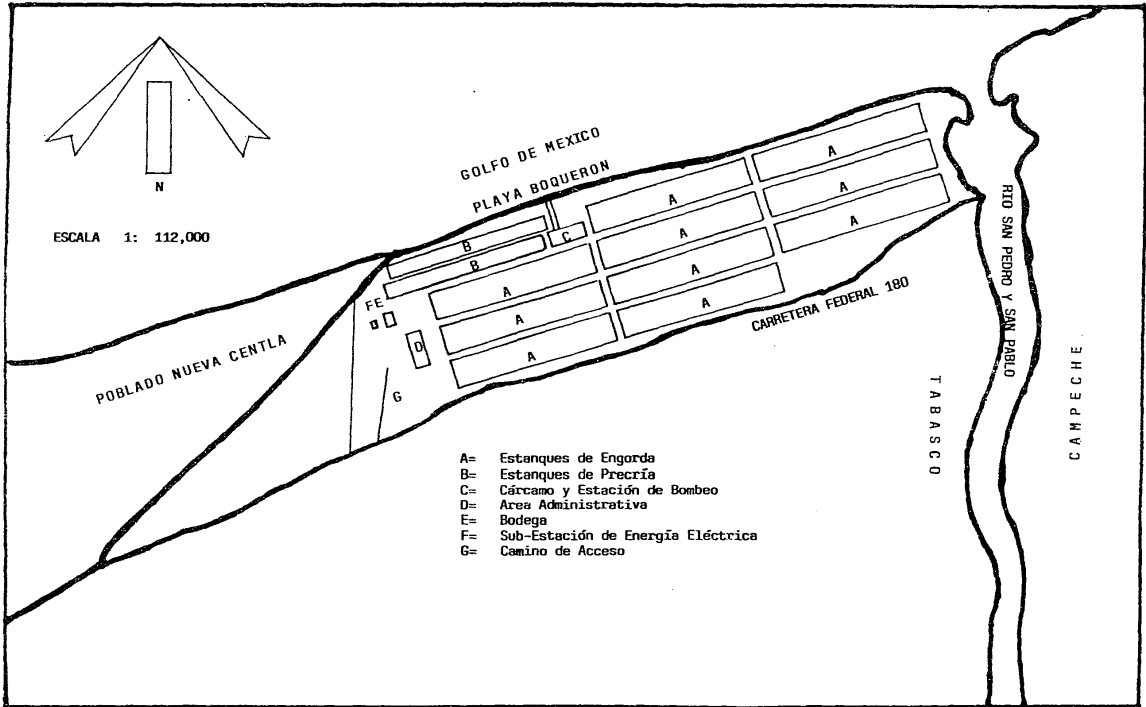 N
ESCALA 1: 112,000
GOLFO DE MEXICO
PLAYA BOQUERON
POBLADO NUEVA CENTLA
B
B
C
FE
D
G
A
A
A
A
A
A
A
A
A
A
CARRETERA FEDERAL 180
RIO SAN PEDRO Y SAN PABLO
TABASCO
CAMPECHE
A= Estanques de Engorda
B= Estanques de Precría
C= Cárcamo y Estación de Bombeo
D= Area Administrativa
E= Bodega
F= Sub-Estación de Energía Eléctrica
G= Camino de Acceso